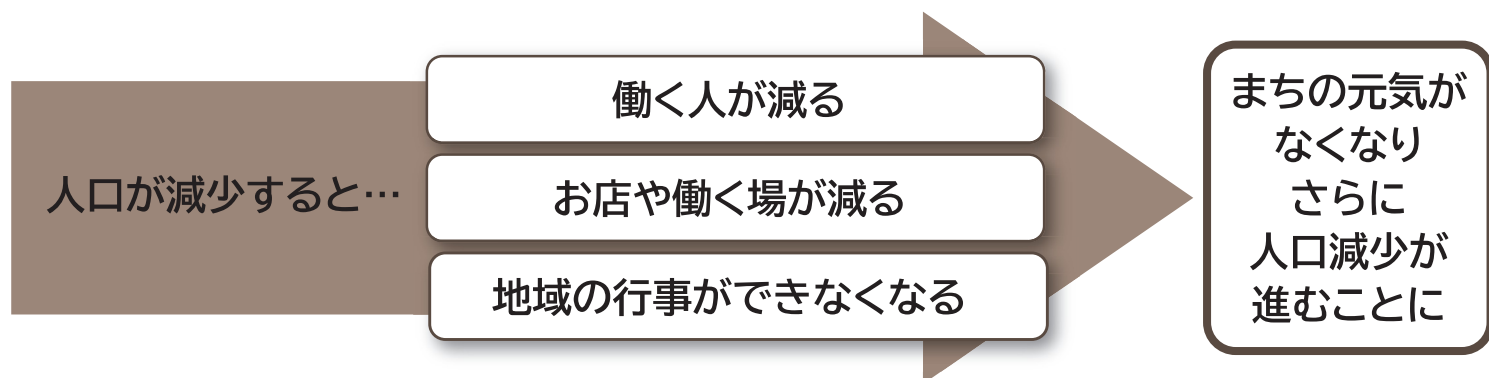 人口が減少すると…
働く人が減る
お店や働く場が減る
地域の行事ができなくなる
まちの元気が
なくなり
さらに
人口減少が
進むことに